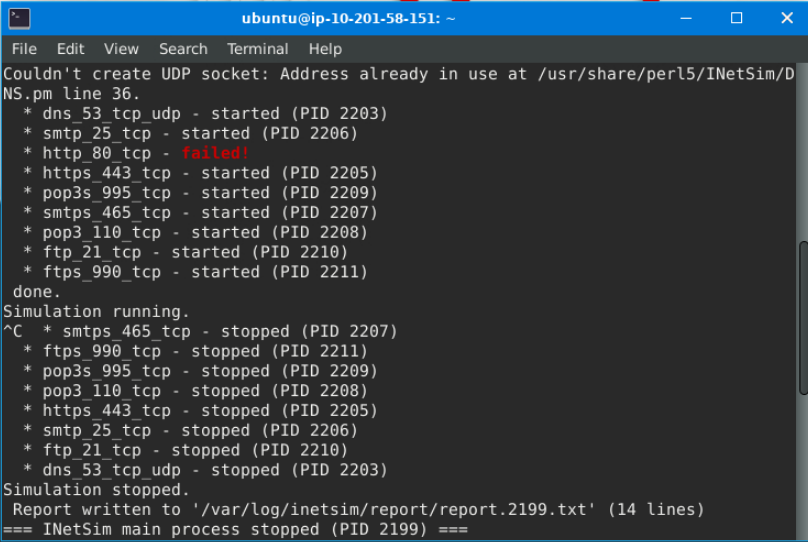 ubuntu@ip-10-201-58-151: ~
File Edit View Search Terminal Help
Couldn't create UDP socket: Address already in use at /usr/share/perl5/INetSim/D
NS.pm line 36.
  * dns_53_tcp_udp - started (PID 2203)
  * smtp_25_tcp - started (PID 2206)
  * http_80_tcp - failed!
  * https_443_tcp - started (PID 2205)
  * pop3s_995_tcp - started (PID 2209)
  * smtps_465_tcp - started (PID 2207)
  * pop3_110_tcp - started (PID 2208)
  * ftp_21_tcp - started (PID 2210)
  * ftps_990_tcp - started (PID 2211)
 done.
Simulation running.
^C  * smtps_465_tcp - stopped (PID 2207)
  * ftps_990_tcp - stopped (PID 2211)
  * pop3s_995_tcp - stopped (PID 2209)
  * pop3_110_tcp - stopped (PID 2208)
  * https_443_tcp - stopped (PID 2205)
  * smtp_25_tcp - stopped (PID 2206)
  * ftp_21_tcp - stopped (PID 2210)
  * dns_53_tcp_udp - stopped (PID 2203)
Simulation stopped.
 Report written to '/var/log/inetsim/report/report.2199.txt' (14 lines)
=== INetSim main process stopped (PID 2199) ===